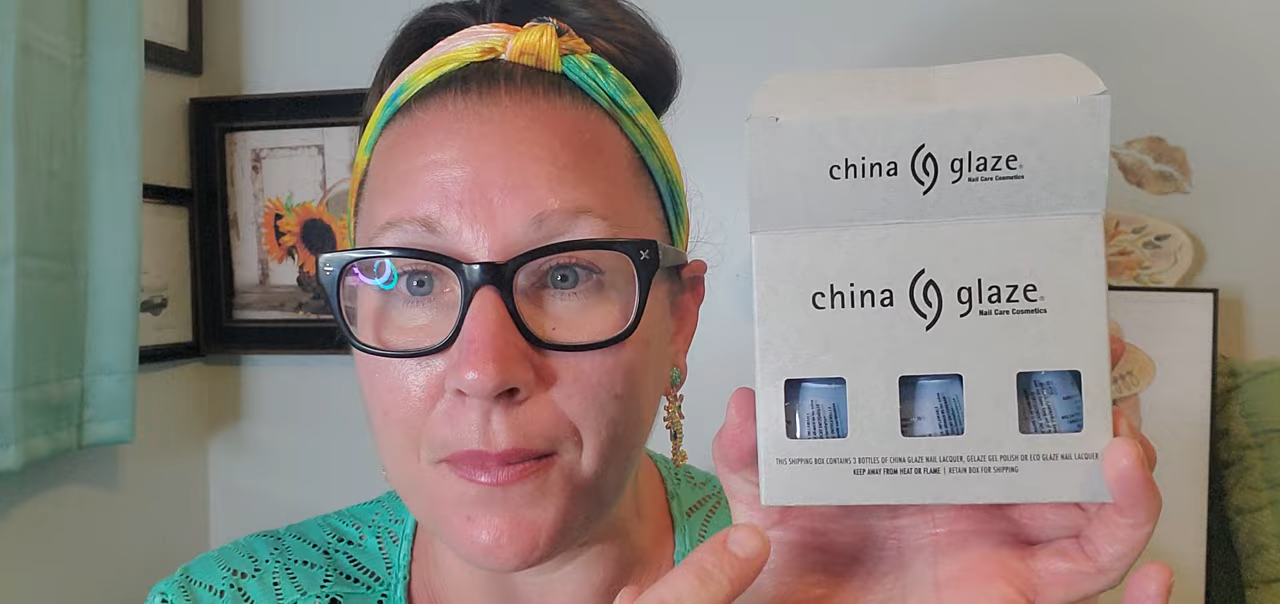 china glaze®
Nail Care Cosmetics
china glaze®
Nail Care Cosmetics
THIS SHIPPING BOX CONTAINS 3 BOTTLES OF CHINA GLAZE NAIL LACQUER, GELAZE GEL POLISH OR ECO GLAZE NAIL LACQUER
KEEP AWAY FROM HEAT OR FLAME | RETAIN BOX FOR SHIPPING